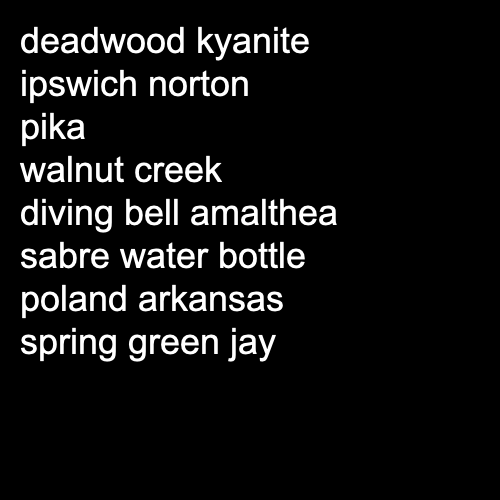 deadwood kyanite
ipswich norton
pika
walnut creek
diving bell amalthea
sabre water bottle
poland arkansas
spring green jay